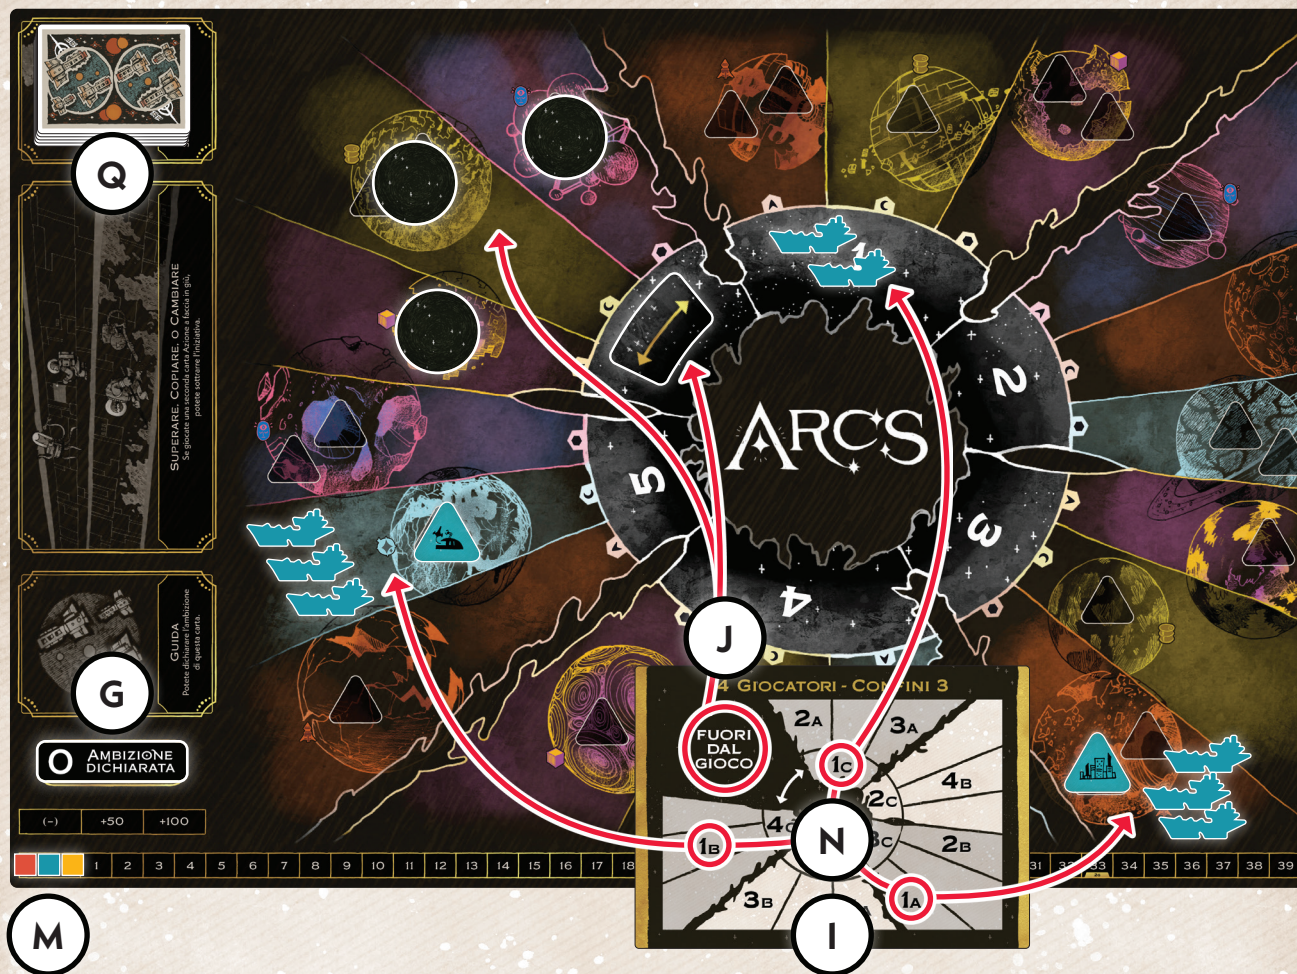 Q
SUPERARE, COPIARE, O CAMBIARE
Se giocate una seconda carta Azione a faccia in giù,
potete sottrarre l'iniziativa.
GUIDA
Potete dichiarare l'ambizione
di questa carta.
G
O AMBIZIONE
DICHIARATA
(-) +50 +100
1
2
3
4
5
ARCS
J
4 GIOCATORI - CONFINI 3
FUORI
DAL
GIOCO
2A
3A
1C
4B
2C
N
1B
2B
3B
1A
1 2 3 4 5 6 7 8 9 10 11 12 13 14 15 16 17 18
31 32 33 34 35 36 37 38 39
M
I